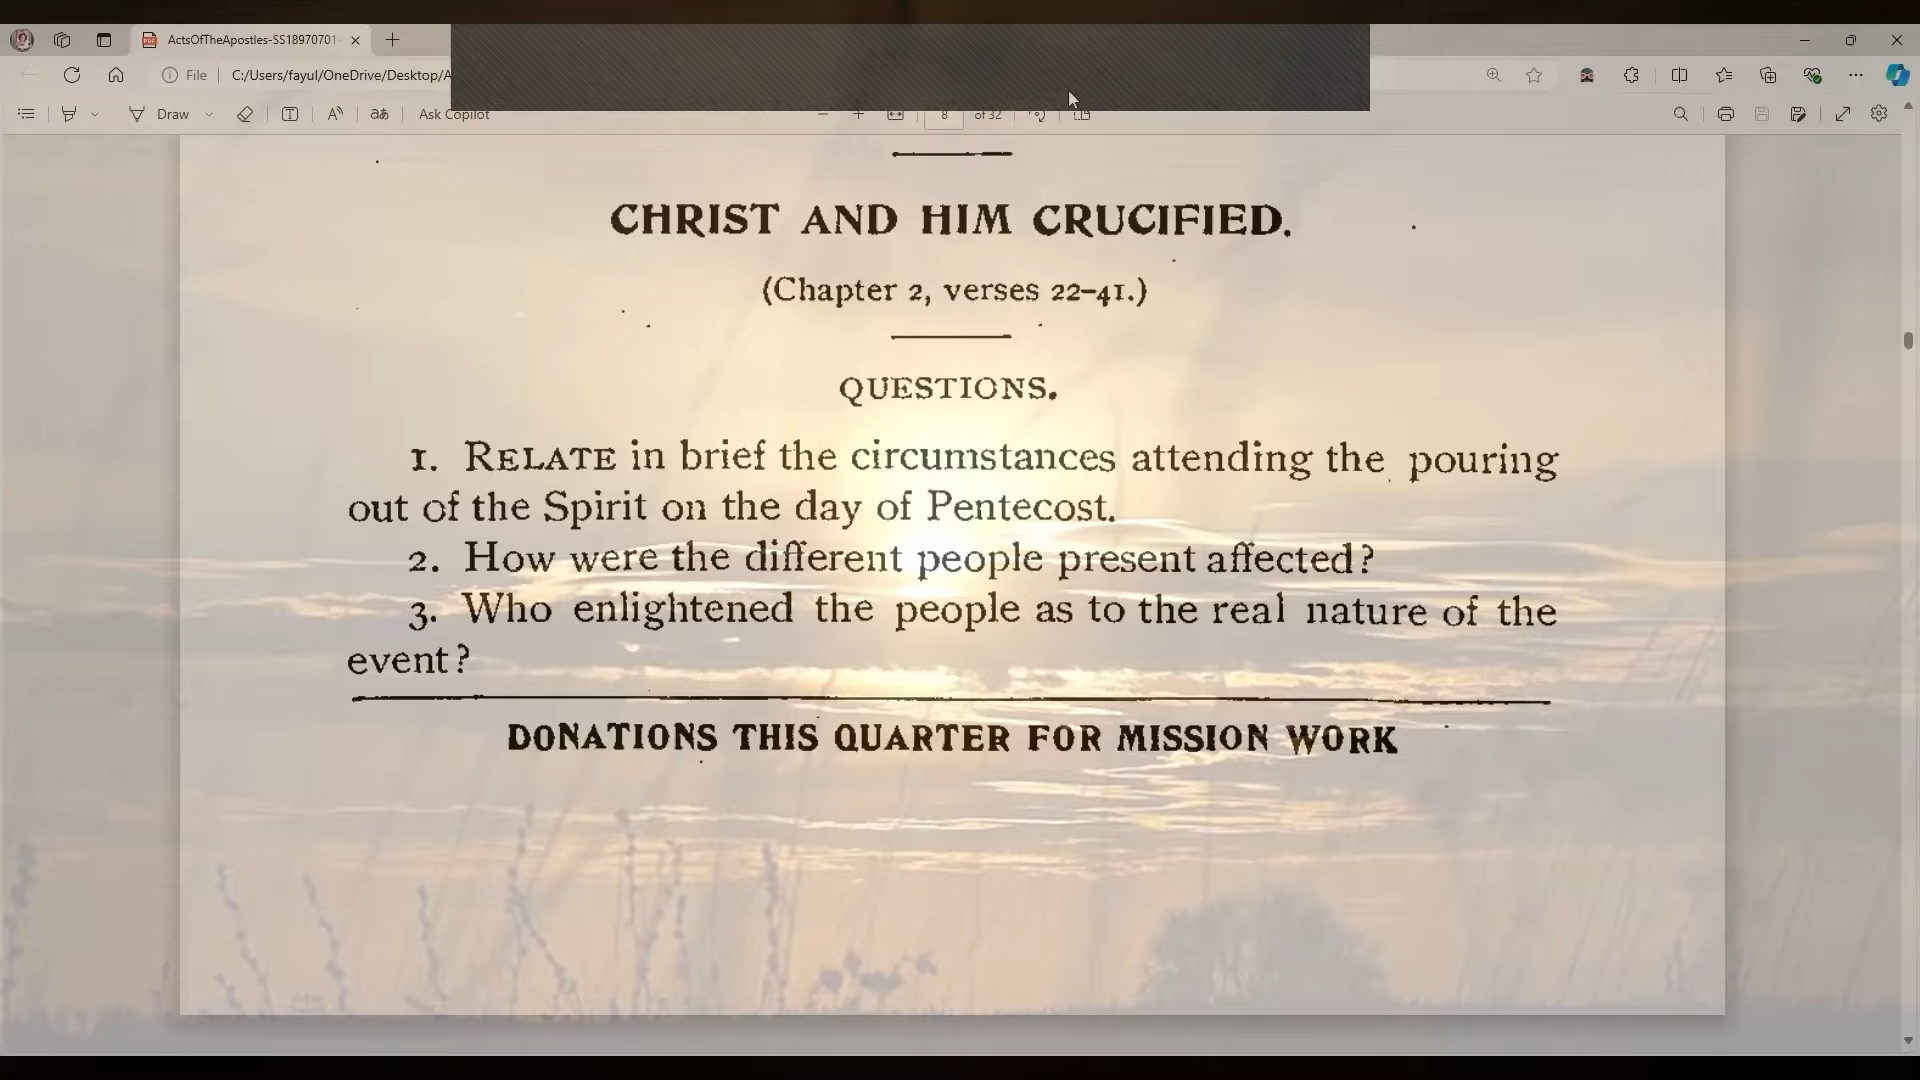 ActsOfTheApostles-SS18970701-
File
C:/Users/fayul/OneDrive/Desktop/A
Draw
Ask Copilot
8
of 32
CHRIST AND HIM CRUCIFIED.
(Chapter 2, verses 22–41.)
QUESTIONS.
1. RELATE in brief the circumstances attending the pouring
out of the Spirit on the day of Pentecost.
2. How were the different people present affected?
3. Who enlightened the people as to the real nature of the
event?
DONATIONS THIS QUARTER FOR MISSION WORK